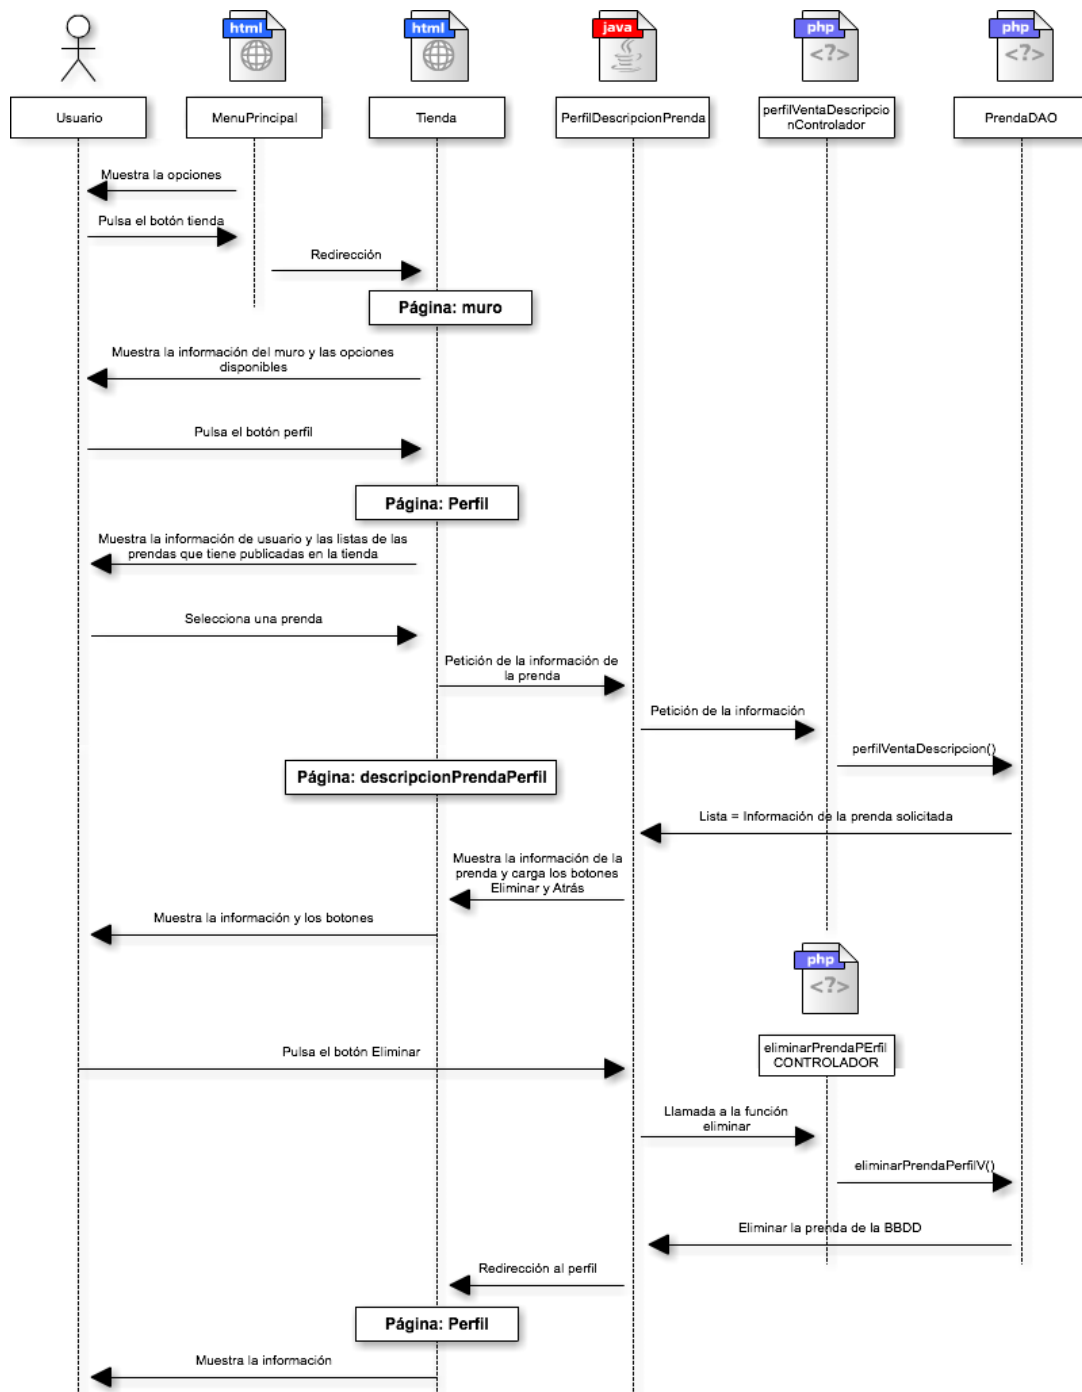 html
html
java
php
<?>
php
<?>
Usuario
MenuPrincipal
Tienda
PerfilDescripcionPrenda
perfilVentaDescripcio
nControlador
PrendaDAO
Muestra la opciones
Pulsa el botón tienda
Redirección
Página: muro
Muestra la información del muro y las opciones
disponibles
Pulsa el botón perfil
Página: Perfil
Muestra la información de usuario y las listas de las
prendas que tiene publicadas en la tienda
Selecciona una prenda
Petición de la información de
la prenda
Petición de la información
perfilVentaDescripcion()
Página: descripcionPrendaPerfil
Lista = Información de la prenda solicitada
Muestra la información de la
prenda y carga los botones
Eliminar y Atrás
Muestra la información y los botones
php
<?>
eliminarPrendaPErfil
CONTROLADOR
Pulsa el botón Eliminar
Llamada a la función
eliminar
eliminarPrendaPerfilV()
Eliminar la prenda de la BBDD
Redirección al perfil
Página: Perfil
Muestra la información